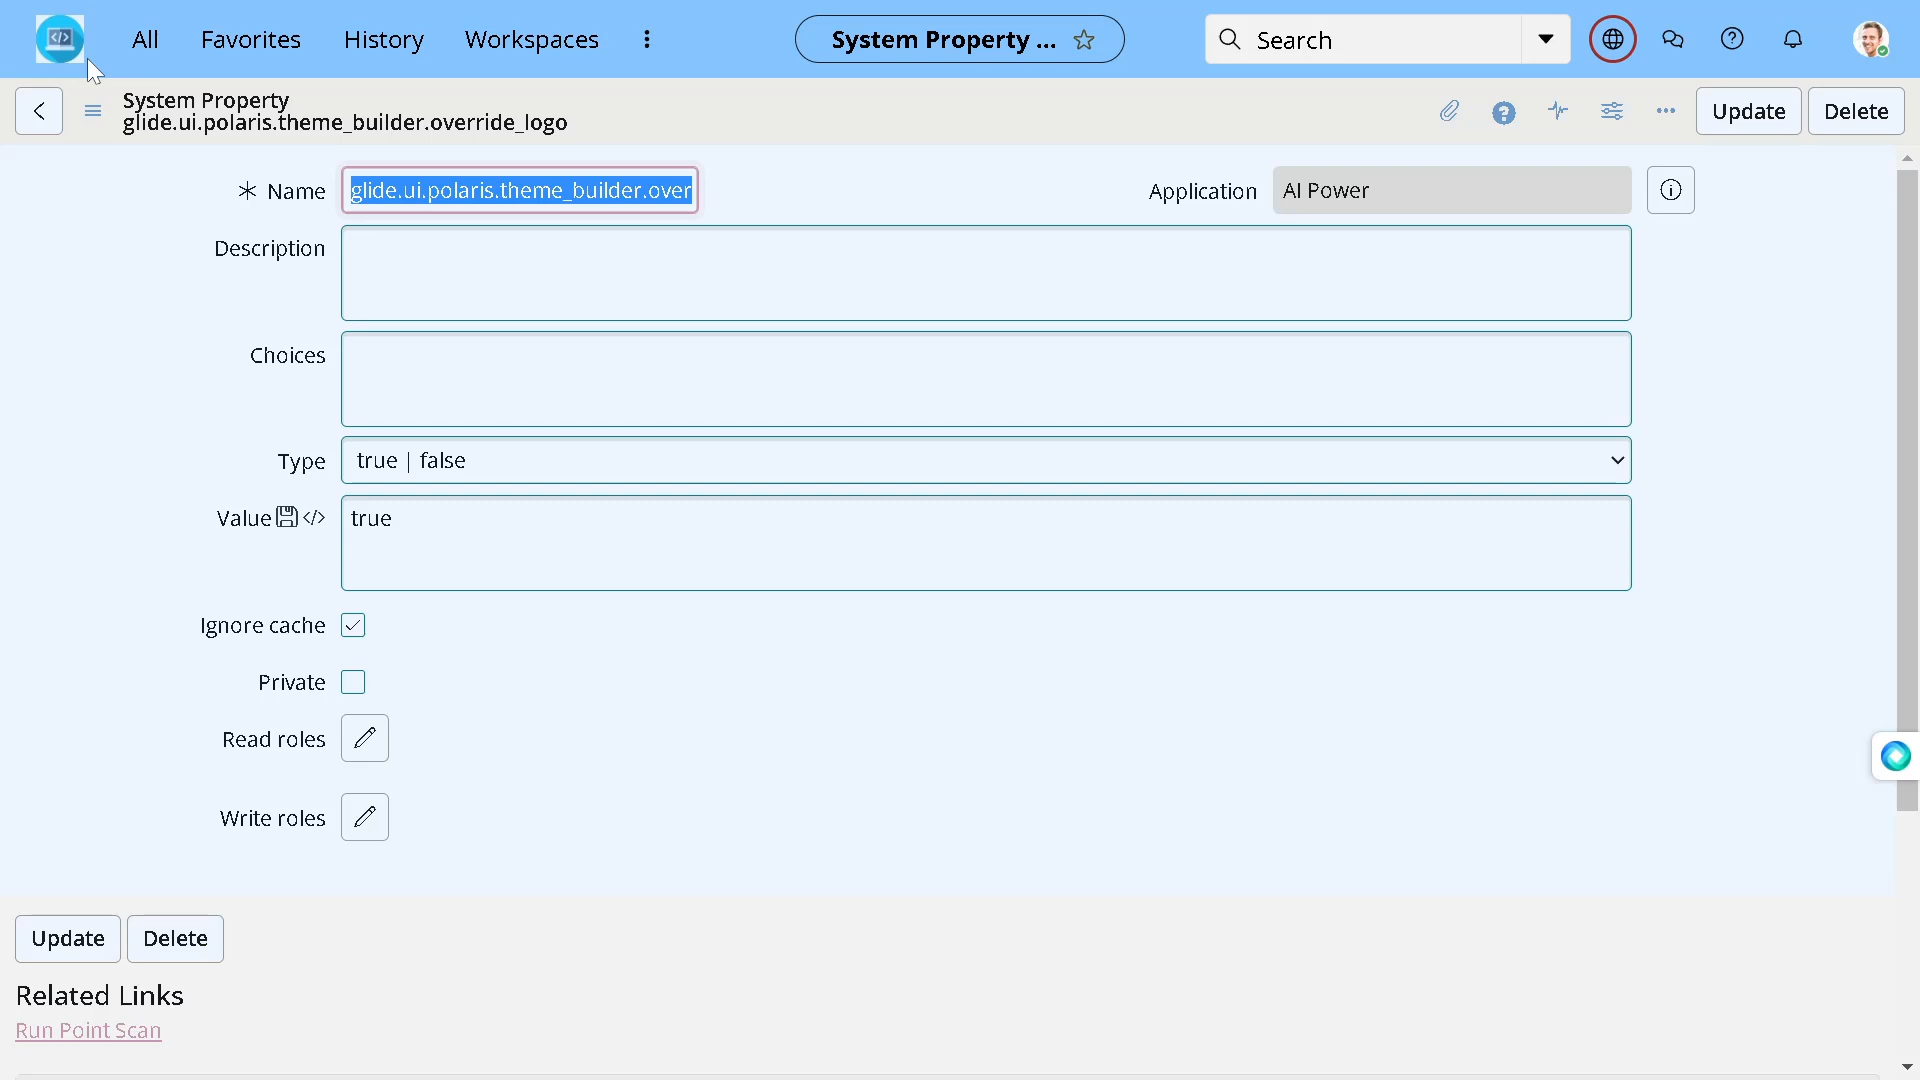 All
Favorites
History
Workspaces
System Property ...
Search
System Property
glide.ui.polaris.theme_builder.override_logo
Update
Delete
Name
glide.ui.polaris.theme_builder.over
Application
AI Power
Description
Choices
Type
true | false
Value
true
Ignore cache
Private
Read roles
Write roles
Update
Delete
Related Links
Run Point Scan